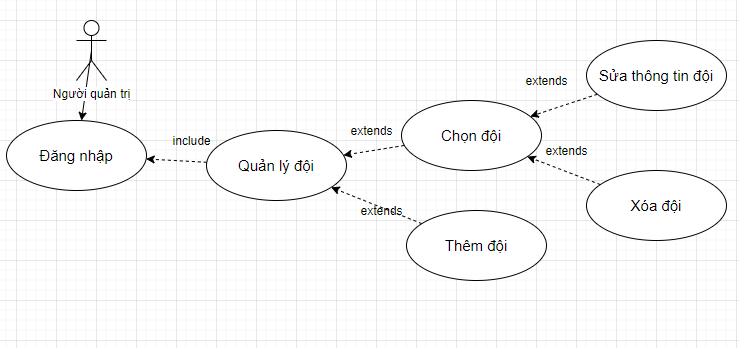 Người quản trị
Đăng nhập
include
Quản lý đội
extends
Chọn đội
extends
Sửa thông tin đội
extends
Xóa đội
extends
Thêm đội